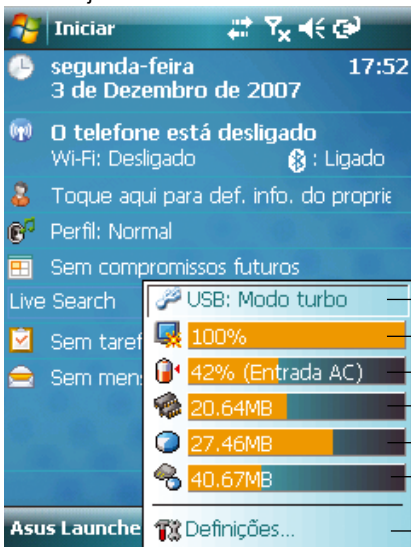 Iniciar
segunda-feira 17:52
3 de Dezembro de 2007
O telefone está desligado
Wi-Fi: Desligado : Ligado
Toque aqui para def. info. do proprie
Perfil: Normal
Sem compromissos futuros
Live Search
USB: Modo turbo
Sem taref
100%
Sem men
42% (Entrada AC)
20.64MB
27.46MB
40.67MB
Asus Launche
Definições...